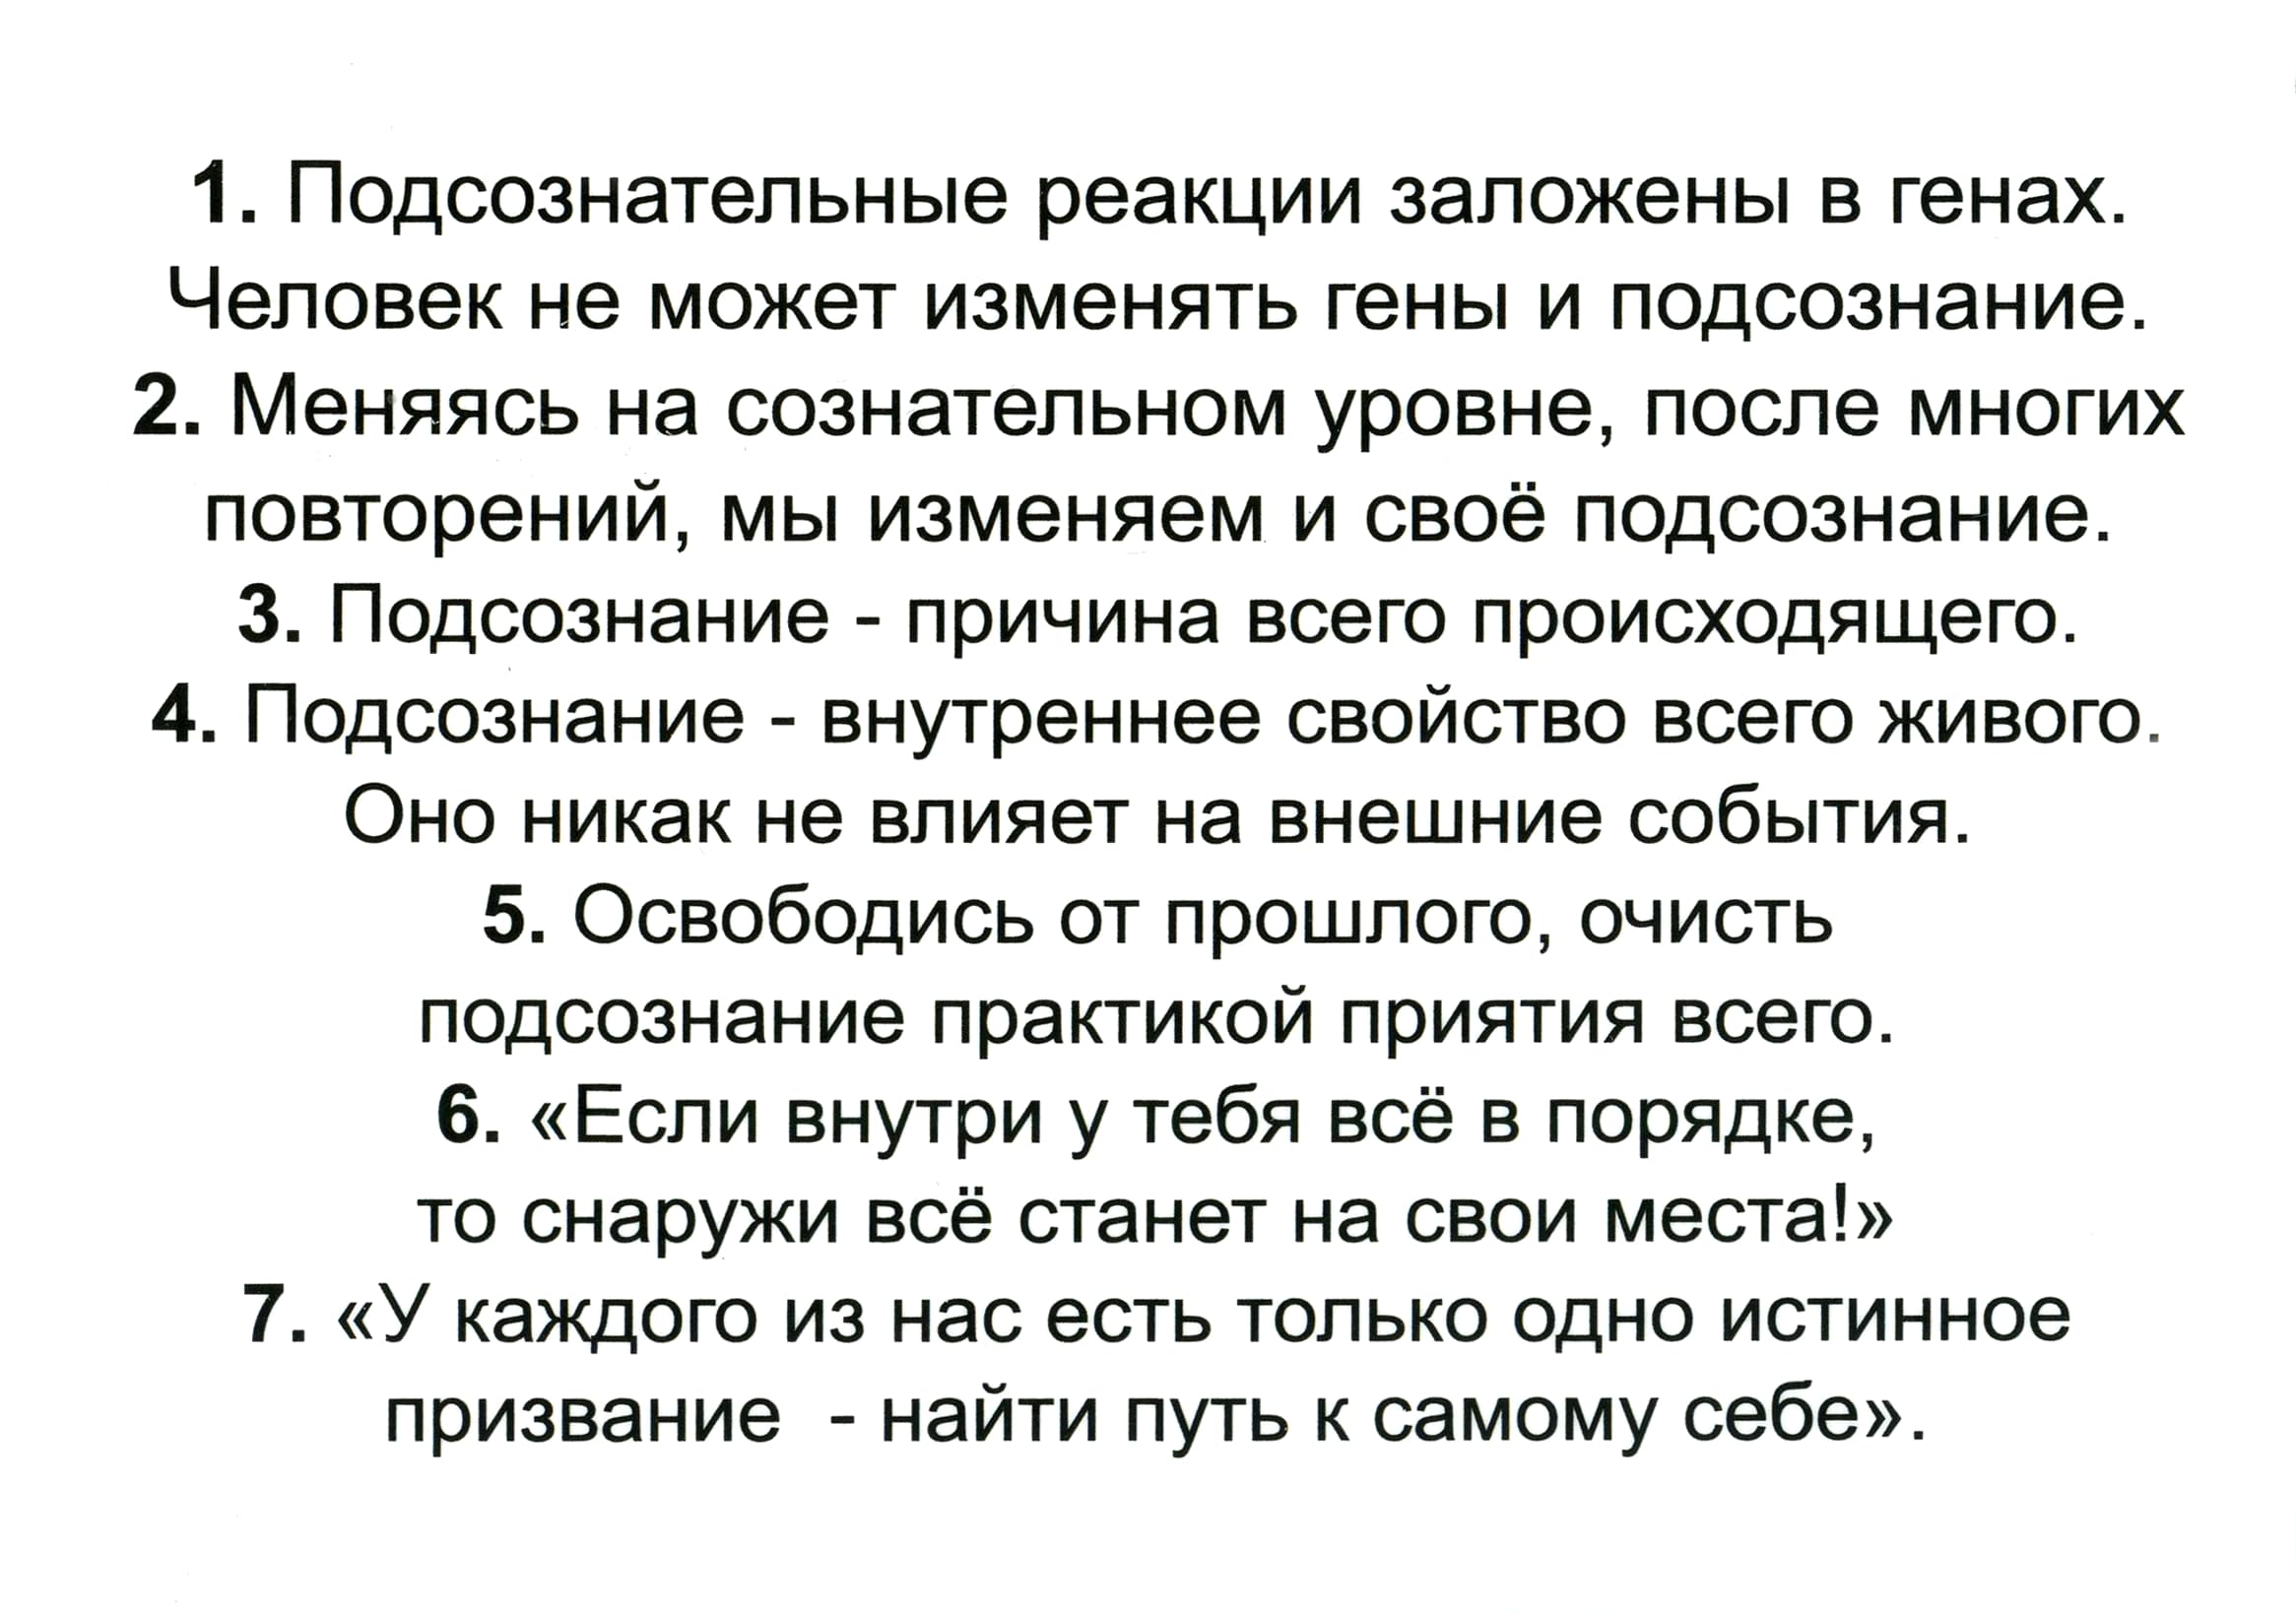 1. Подсознательные реакции заложены в генах.
Человек не может изменять гены и подсознание.
2. Меняясь на сознательном уровне, после многих
повторений, мы изменяем и своё подсознание.
3. Подсознание - причина всего происходящего.
4. Подсознание - внутреннее свойство всего живого.
Оно никак не влияет на внешние события.
5. Освободись от прошлого, очисть
подсознание практикой приятия всего.
6. «Если внутри у тебя всё в порядке,
то снаружи всё станет на свои места!»
7. «У каждого из нас есть только одно истинное
призвание  - найти путь к самому себе».